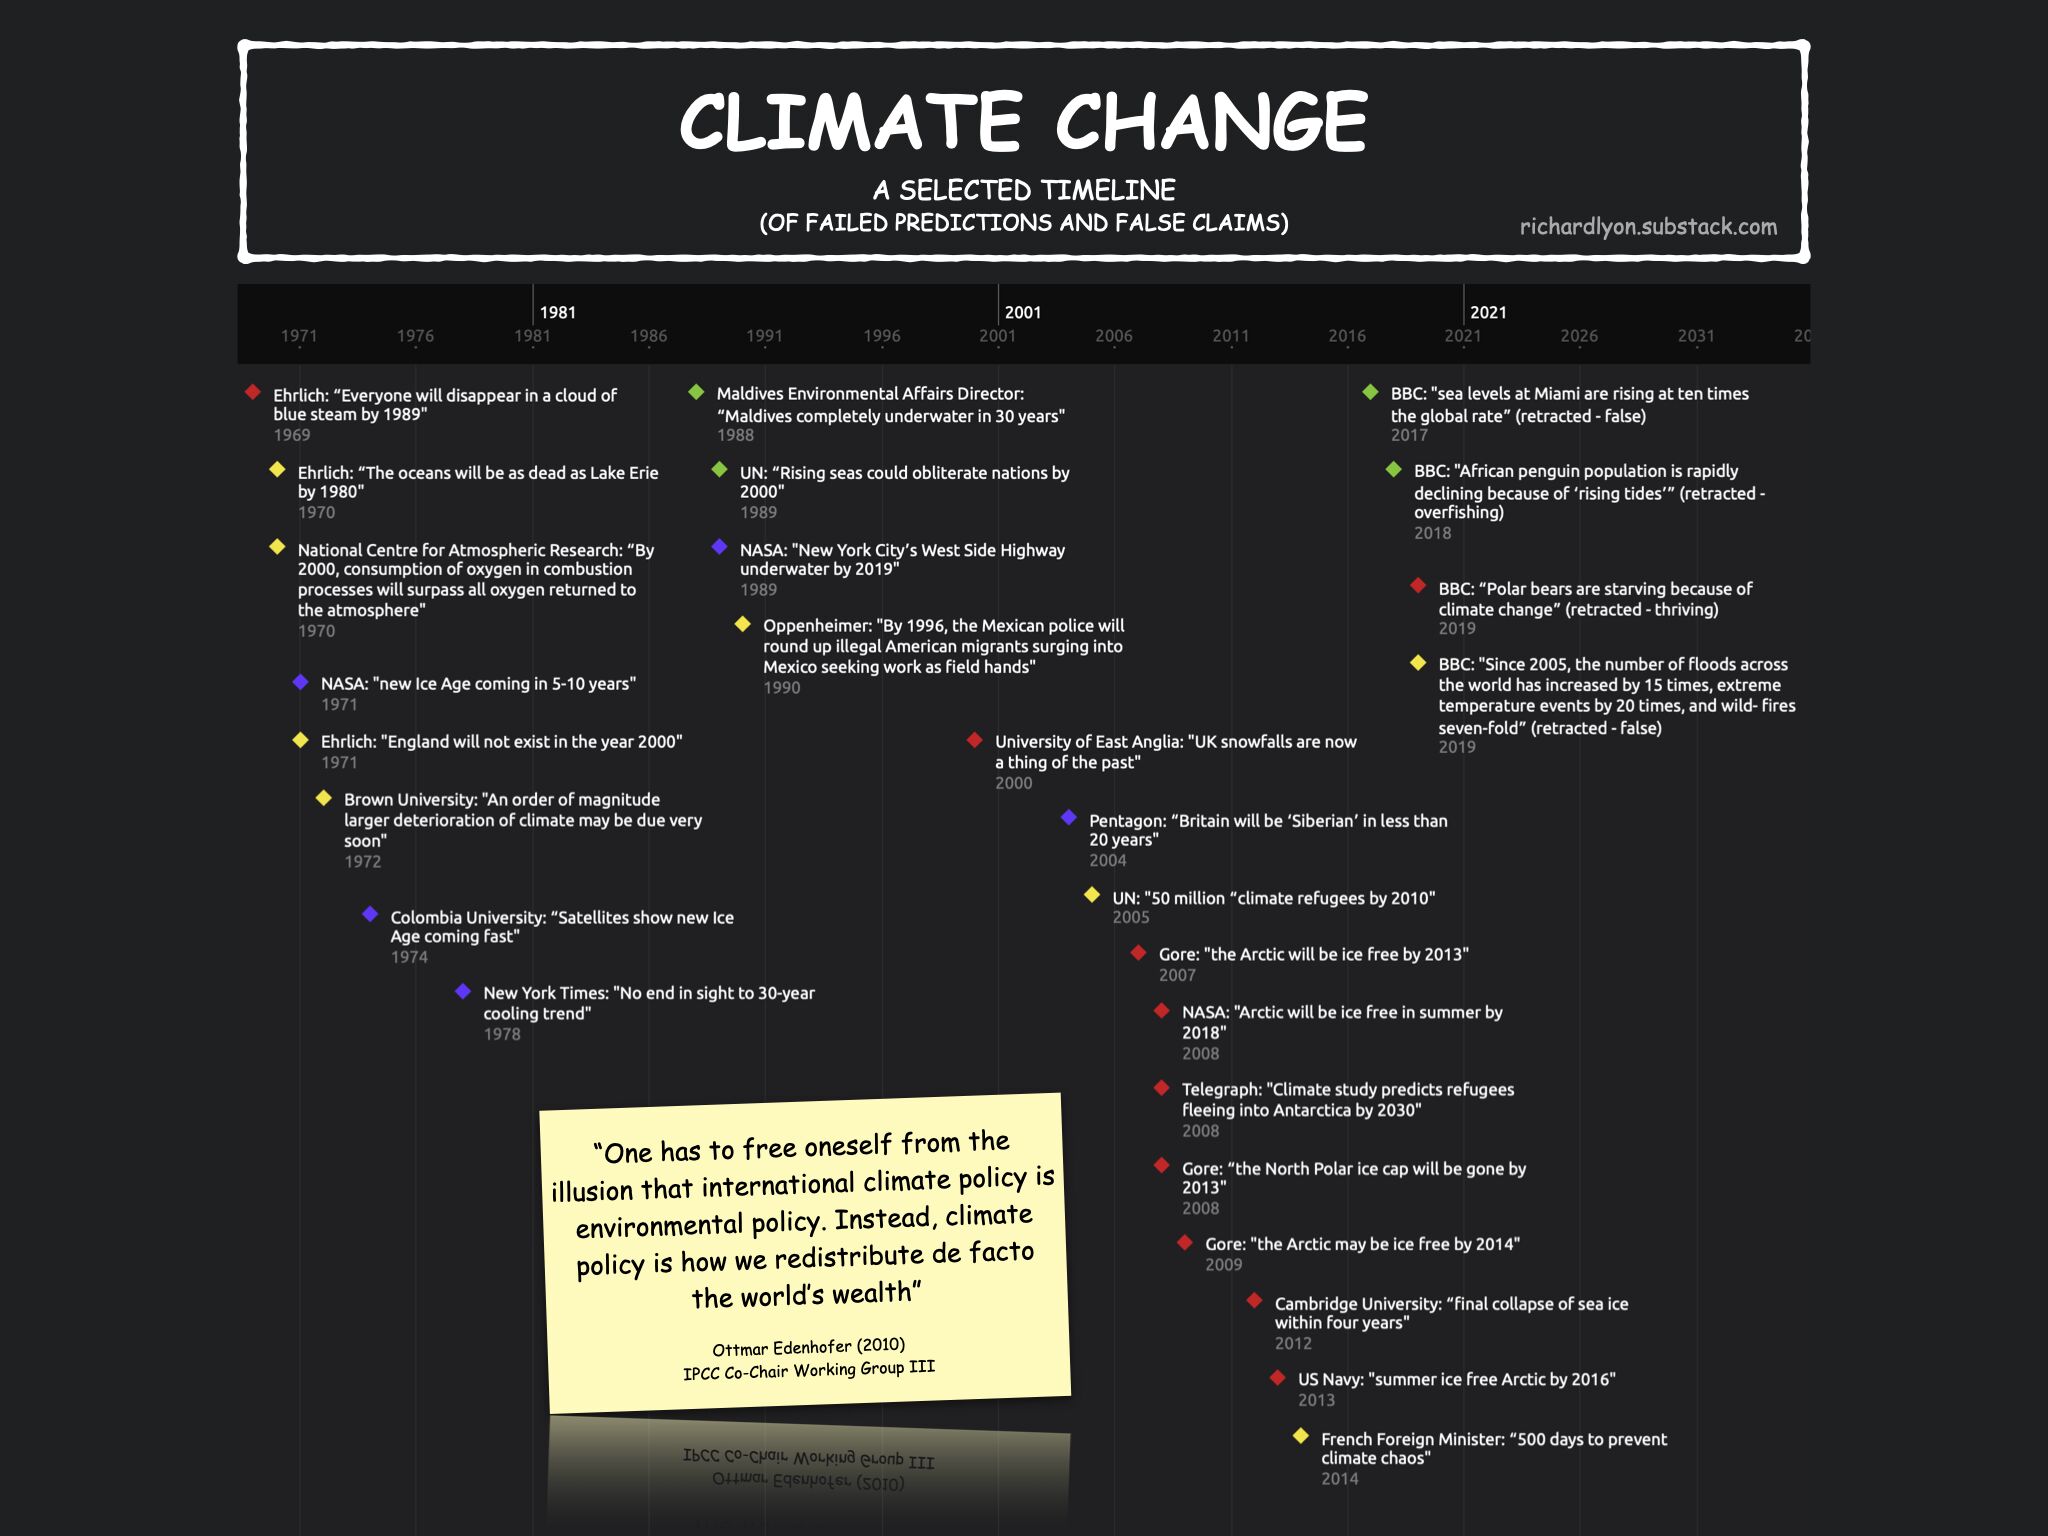 CLIMATE CHANGE
A SELECTED TIMELINE
(OF FAILED PREDICTIONS AND FALSE CLAIMS)
richardlyon.substack.com
1981
2001
2021
1971 1976 1981 1986 1991 1996 2001 2006 2011 2016 2021 2026 2031
Ehrlich: “Everyone will disappear in a cloud of
blue steam by 1989"
1969
Ehrlich: “The oceans will be as dead as Lake Erie
by 1980"
1970
National Centre for Atmospheric Research: “By
2000, consumption of oxygen in combustion
processes will surpass all oxygen returned to
the atmosphere"
1970
NASA: "new Ice Age coming in 5-10 years"
1971
Ehrlich: "England will not exist in the year 2000"
1971
Brown University: "An order of magnitude
larger deterioration of climate may be due very
soon"
1972
Colombia University: “Satellites show new Ice
Age coming fast"
1974
New York Times: "No end in sight to 30-year
cooling trend"
1978
Maldives Environmental Affairs Director:
“Maldives completely underwater in 30 years"
1988
UN: “Rising seas could obliterate nations by
2000"
1989
NASA: "New York City’s West Side Highway
underwater by 2019"
1989
Oppenheimer: "By 1996, the Mexican police will
round up illegal American migrants surging into
Mexico seeking work as field hands"
1990
University of East Anglia: "UK snowfalls are now
a thing of the past"
2000
Pentagon: “Britain will be ‘Siberian’ in less than
20 years"
2004
UN: "50 million “climate refugees by 2010"
2005
Gore: "the Arctic will be ice free by 2013"
2007
NASA: "Arctic will be ice free in summer by
2018"
2008
Telegraph: "Climate study predicts refugees
fleeing into Antarctica by 2030"
2008
Gore: “the North Polar ice cap will be gone by
2013"
2008
Gore: "the Arctic may be ice free by 2014"
2009
Cambridge University: “final collapse of sea ice
within four years"
2012
US Navy: "summer ice free Arctic by 2016"
2013
French Foreign Minister: “500 days to prevent
climate chaos"
2014
BBC: "sea levels at Miami are rising at ten times
the global rate” (retracted - false)
2017
BBC: "African penguin population is rapidly
declining because of ‘rising tides’” (retracted -
overfishing)
2018
BBC: “Polar bears are starving because of
climate change” (retracted - thriving)
2019
BBC: "Since 2005, the number of floods across
the world has increased by 15 times, extreme
temperature events by 20 times, and wild- fires
seven-fold” (retracted - false)
2019
“One has to free oneself from the
illusion that international climate policy is
environmental policy. Instead, climate
policy is how we redistribute de facto
the world’s wealth”
Ottmar Edenhofer (2010)
IPCC Co-Chair Working Group III